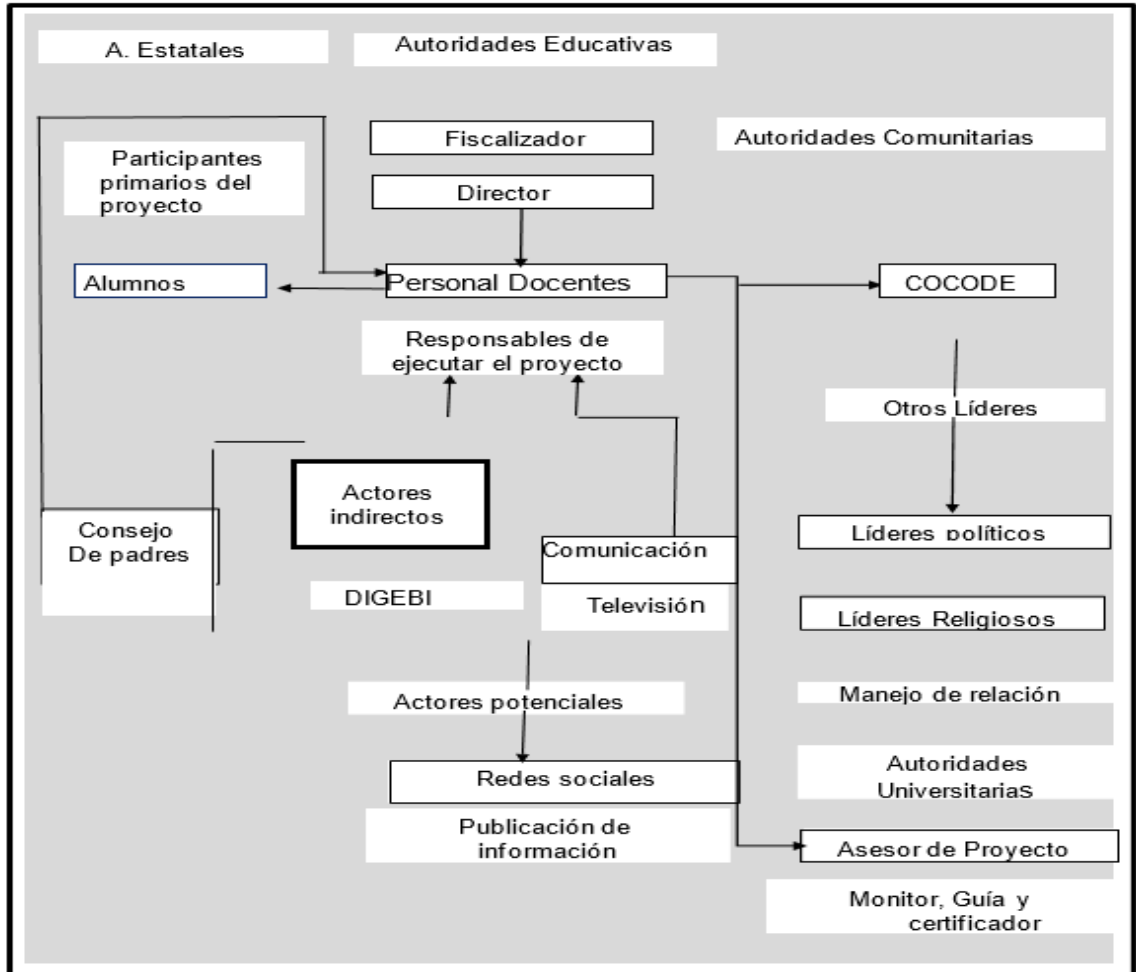 A. Estatales
Autoridades Educativas
Fiscalizador
Autoridades Comunitarias
Participantes
primarios del
proyecto
Director
Alumnos
Personal Docentes
COCODE
Responsables de
ejecutar el proyecto
Otros Líderes
Actores
indirectos
Consejo
De padres
Líderes políticos
Comunicación
DIGEBI
Televisión
Líderes Religiosos
Actores potenciales
Manejo de relación
Redes sociales
Autoridades
Universitarias
Publicación de
información
Asesor de Proyecto
Monitor, Guía y
certificador